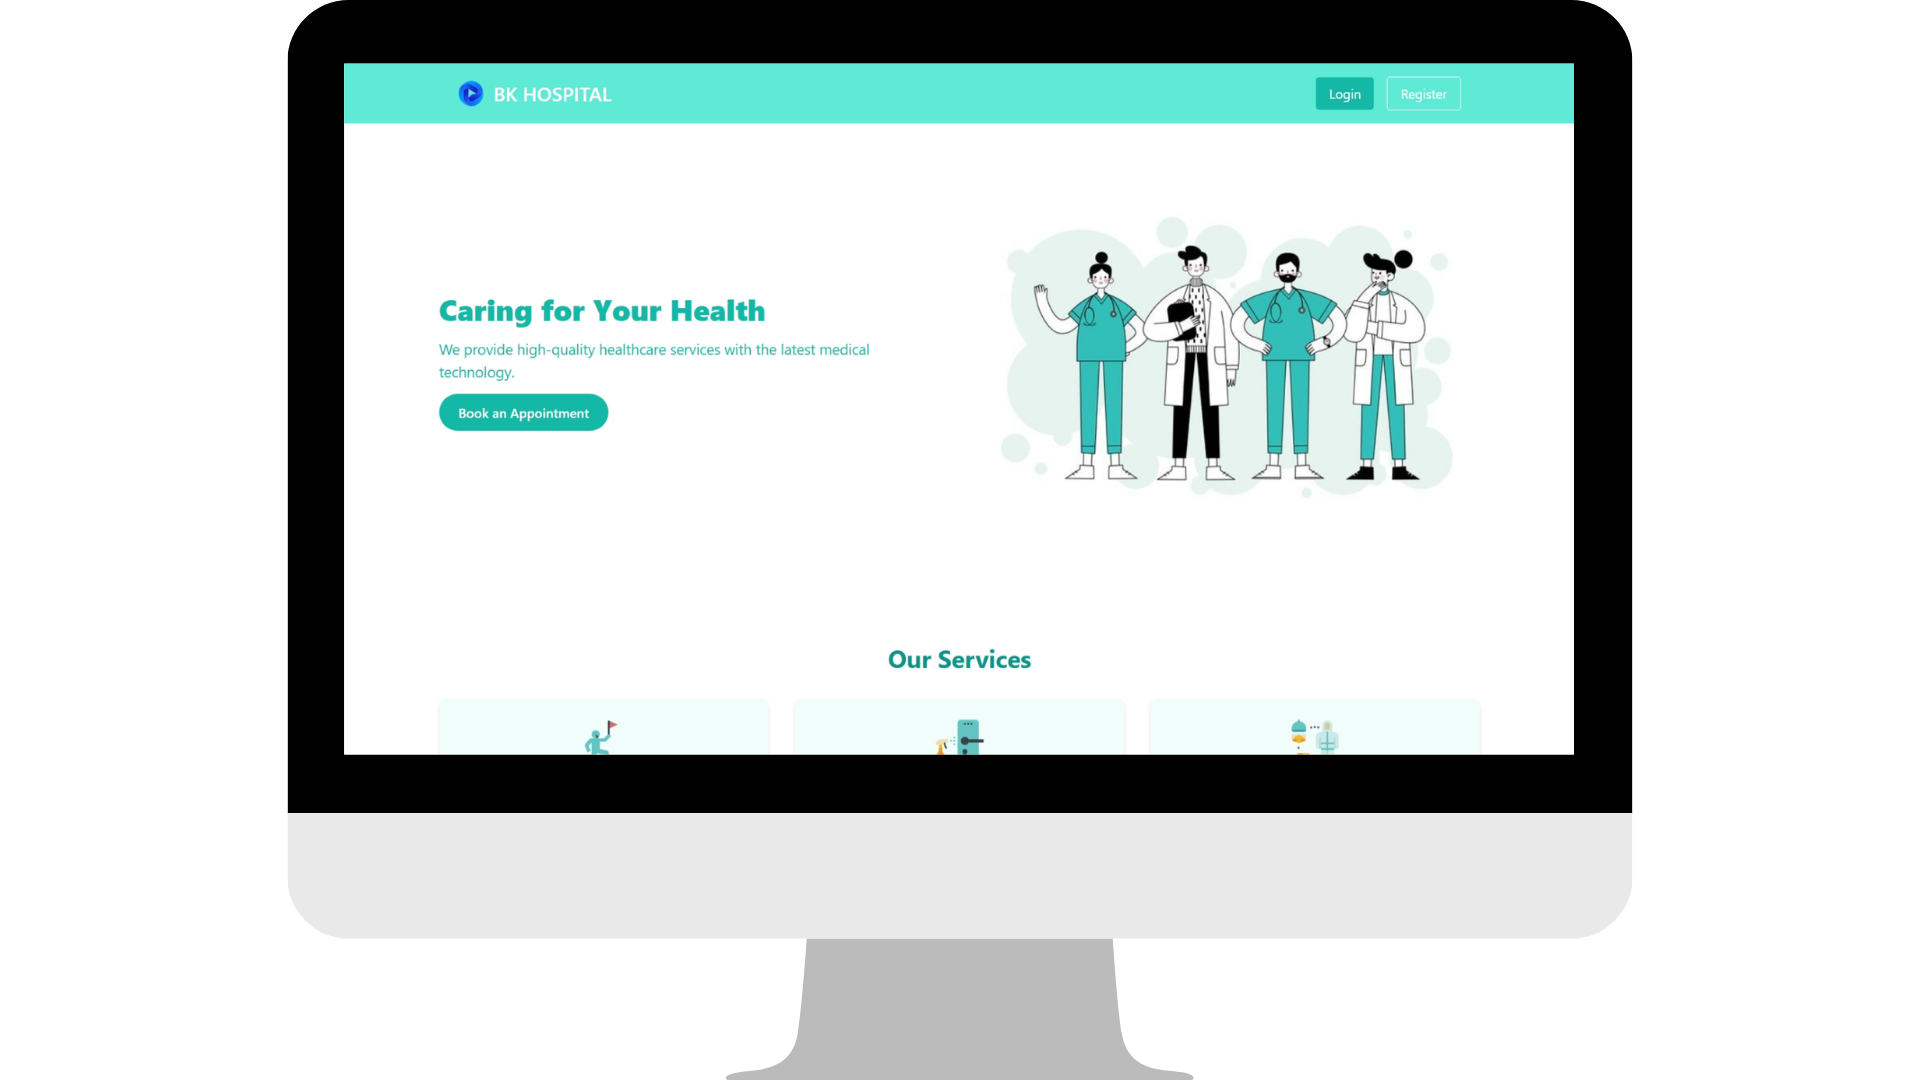 BK HOSPITAL
Login
Register
Caring for Your Health
We provide high-quality healthcare services with the latest medical
technology.
Book an Appointment
Our Services